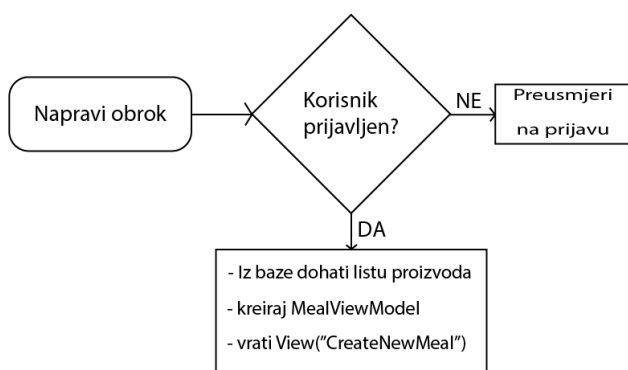 Napravi obrok
Korisnik
prijavljen?
NE
Preusmjeri
na prijavu
DA
- Iz baze dohati listu proizvoda
- kreiraj MealViewModel
- vrati View("CreateNewMeal")